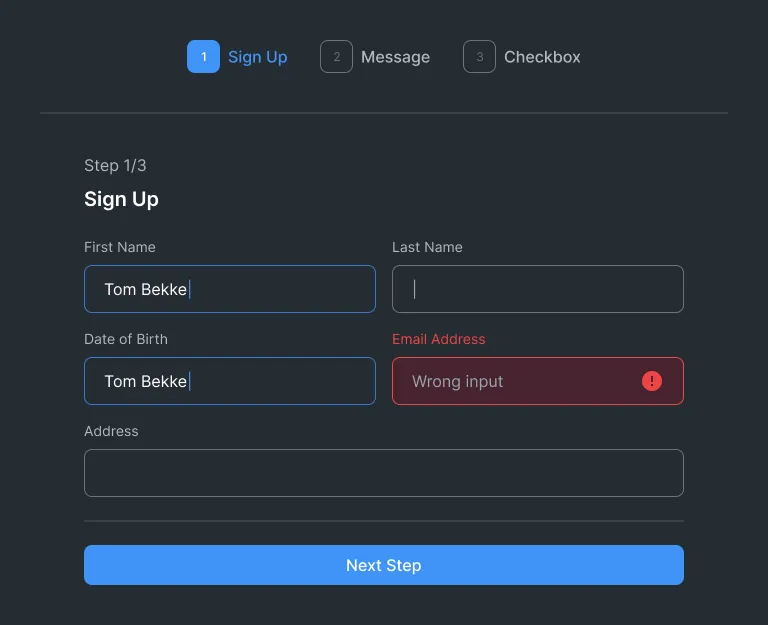 1 Sign Up 2 Message 3 Checkbox
Step 1/3
Sign Up
First Name Last Name
Tom Bekke
Date of Birth Email Address
Tom Bekke Wrong input !
Address
Next Step